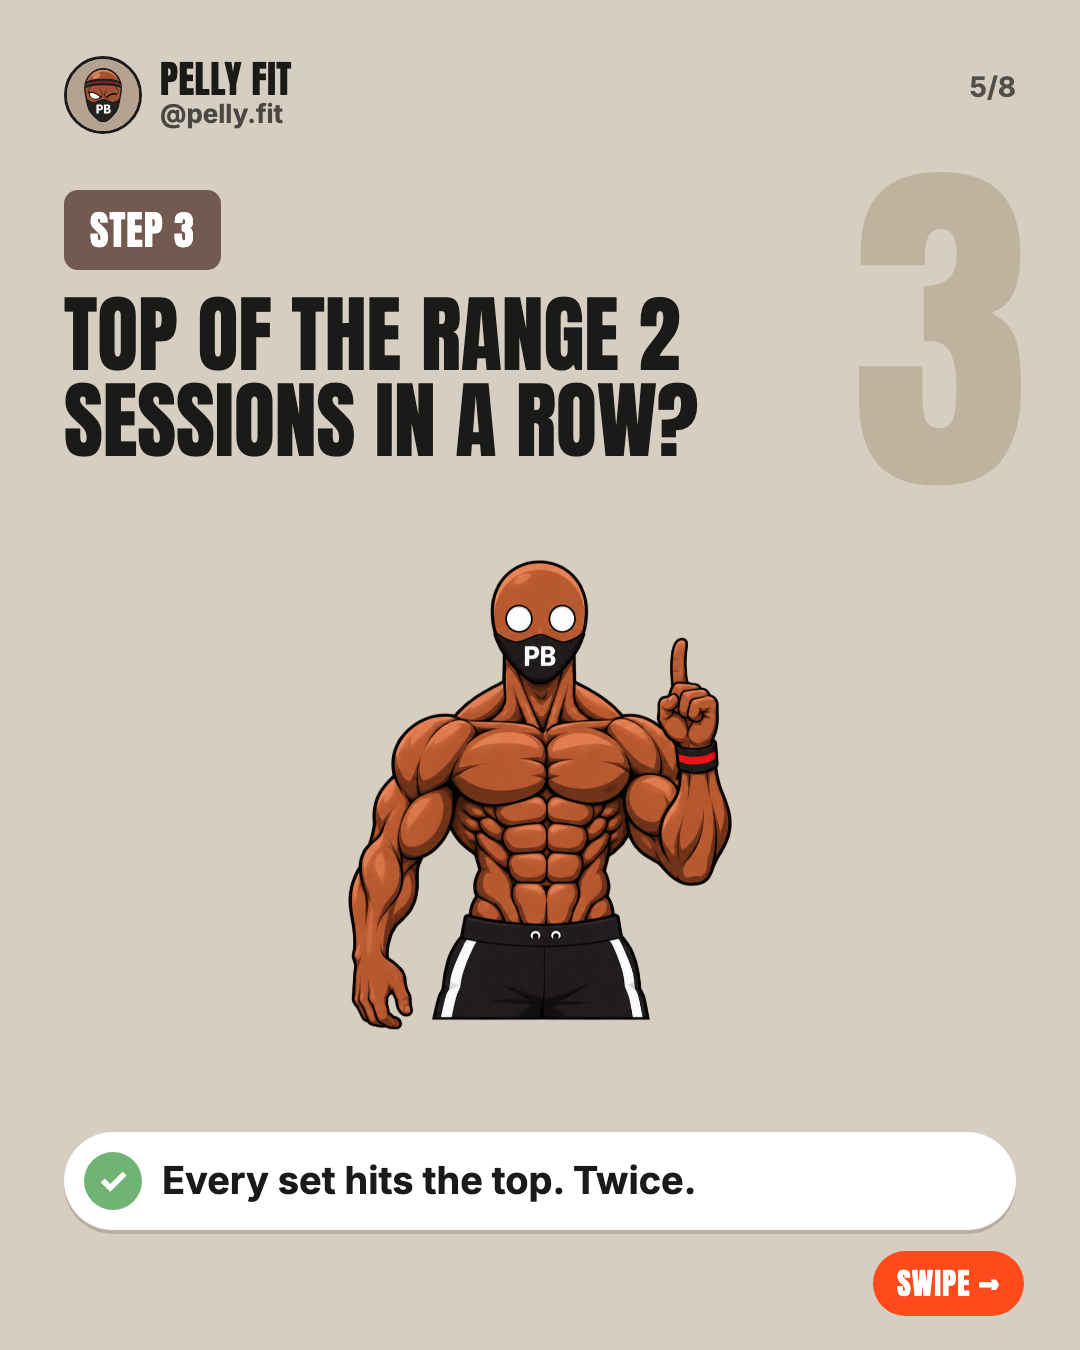 PB
PELLY FIT
@pelly.fit
5/8
STEP 3
3
TOP OF THE RANGE 2
SESSIONS IN A ROW?
PB
Every set hits the top. Twice.
SWIPE →